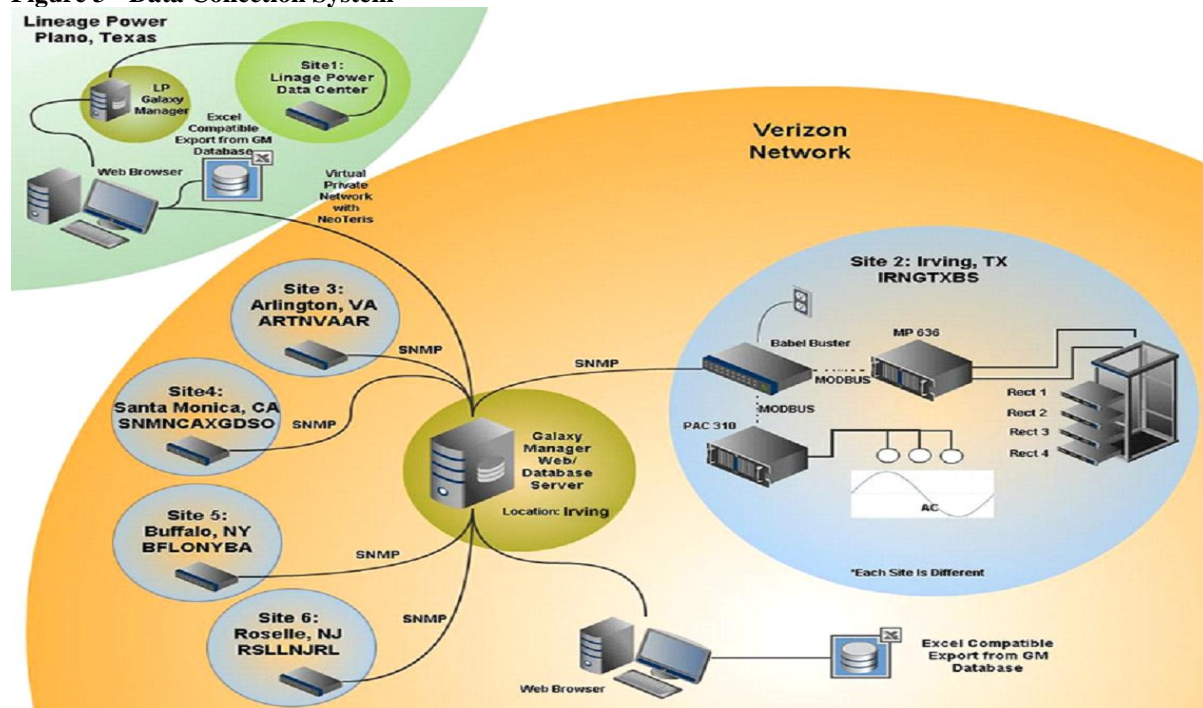 Figure 3 - Data Collection System
Lineage Power
Plano, Texas
LP
Galaxy
Manager
Site1:
Linage Power
Data Center
Excel
Compatible
Export from GM
Database
Web Browser
Virtual
Private
Network
with
NeoTeris
Verizon
Network
Site 3:
Arlington, VA
ARTNVAAR
SNMP
Site4:
Santa Monica, CA
SNMNCAXGDSO
SNMP
Site 5:
Buffalo, NY
BFLONYBA
SNMP
Site 6:
Roselle, NJ
RSLLNJRL
SNMP
Galaxy
Manager
Web/
Database
Server
Location: Irving
SNMP
Site 2: Irving, TX
IRNGTXBS
Babel Buster
MP 636
MODBUS
MODBUS
PAC 310
Rect 1
Rect 2
Rect 3
Rect 4
AC
*Each Site Is Different
Web Browser
Excel Compatible
Export from GM
Database